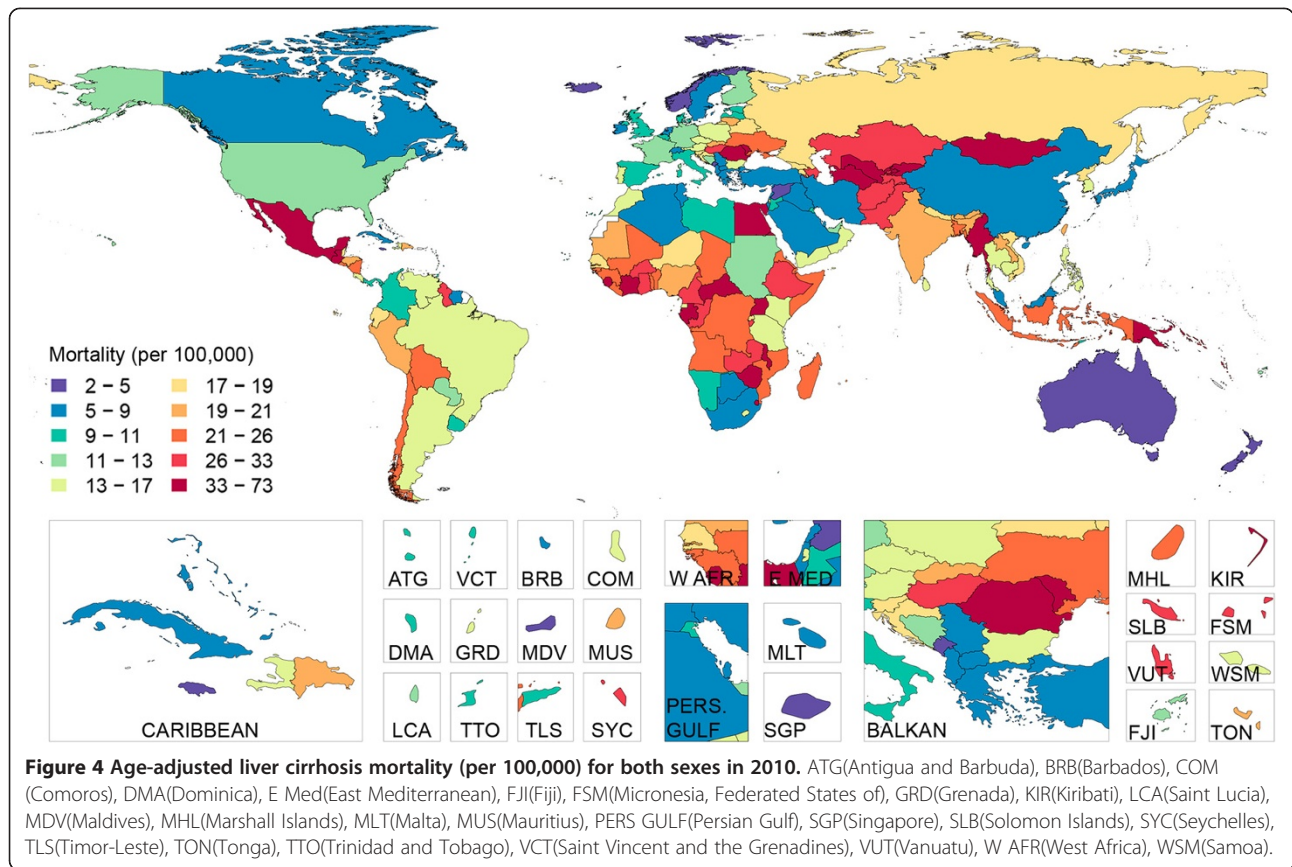 Mortality (per 100,000)
2 – 5
5 – 9
9 – 11
11 – 13
13 – 17
17 – 19
19 – 21
21 – 26
26 – 33
33 – 73
CARIBBEAN
ATG
VCT
BRB
COM
DMA
GRD
MDV
MUS
LCA
TTO
TLS
SYC
W AFR
E MED
PERS.
GULF
MLT
SGP
BALKAN
MHL
KIR
SLB
FSM
VUT
WSM
FJI
TON
Figure 4 Age-adjusted liver cirrhosis mortality (per 100,000) for both sexes in 2010. ATG(Antigua and Barbuda), BRB(Barbados), COM
(Comoros), DMA(Dominica), E Med(East Mediterranean), FJI(Fiji), FSM(Micronesia, Federated States of), GRD(Grenada), KIR(Kiribati), LCA(Saint Lucia),
MDV(Maldives), MHL(Marshall Islands), MLT(Malta), MUS(Mauritius), PERS GULF(Persian Gulf), SGP(Singapore), SLB(Solomon Islands), SYC(Seychelles),
TLS(Timor-Leste), TON(Tonga), TTO(Trinidad and Tobago), VCT(Saint Vincent and the Grenadines), VUT(Vanuatu), W AFR(West Africa), WSM(Samoa).